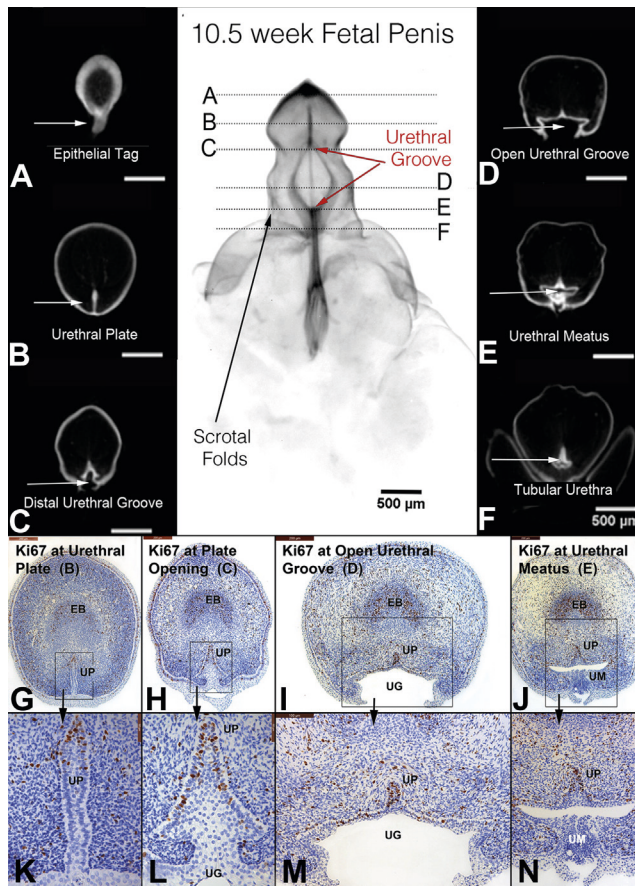 10.5 week Fetal Penis
A
B
C
D
E
F
Urethral
Groove
Scrotal
Folds
500 µm
Epithelial Tag
A
Urethral Plate
B
Distal Urethral Groove
C
Open Urethral Groove
D
Urethral Meatus
E
Tubular Urethra
F
500 µm
Ki67 at Urethral
Plate (B)
EB
UP
G
Ki67 at Plate
Opening (C)
EB
UP
H
Ki67 at Open Urethral
Groove (D)
EB
UP
UG
I
Ki67 at Urethral
Meatus (E)
EB
UP
UM
J
UP
K
UP
UG
L
UP
UG
M
UP
UM
N